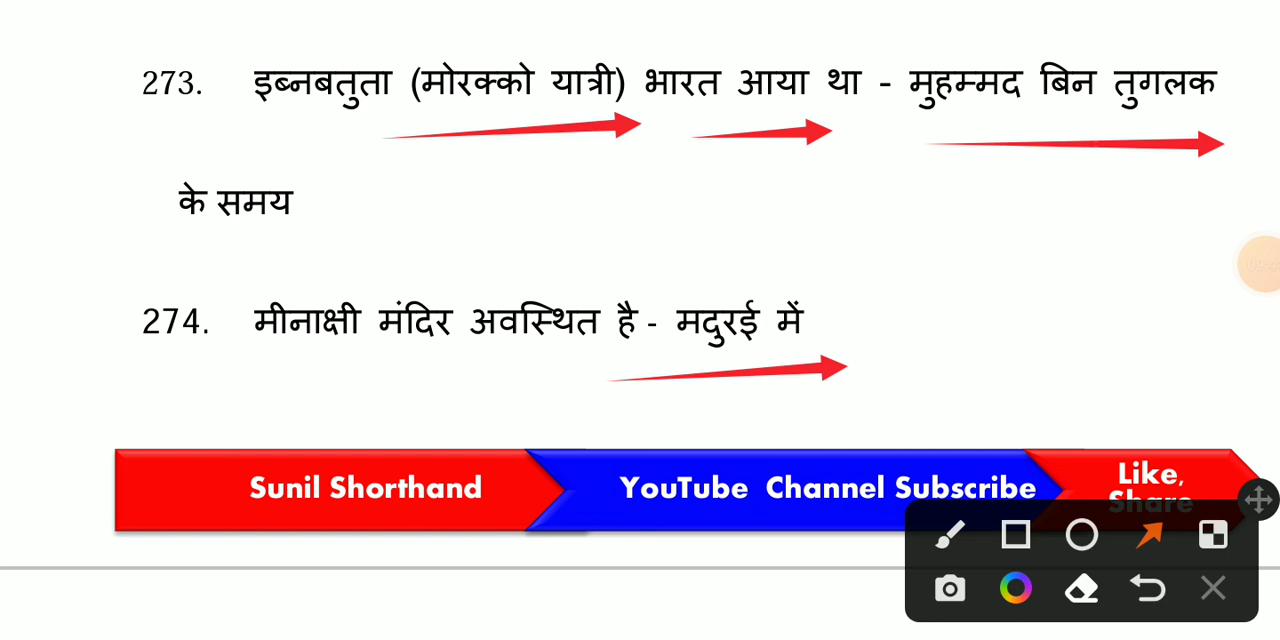 273. इब्नबतुता (मोरक्को यात्री) भारत आया था - मुहम्मद बिन तुगलक
के समय
274. मीनाक्षी मंदिर अवस्थित है - मदुरई में
Sunil Shorthand
YouTube Channel Subscribe
Like,
Share